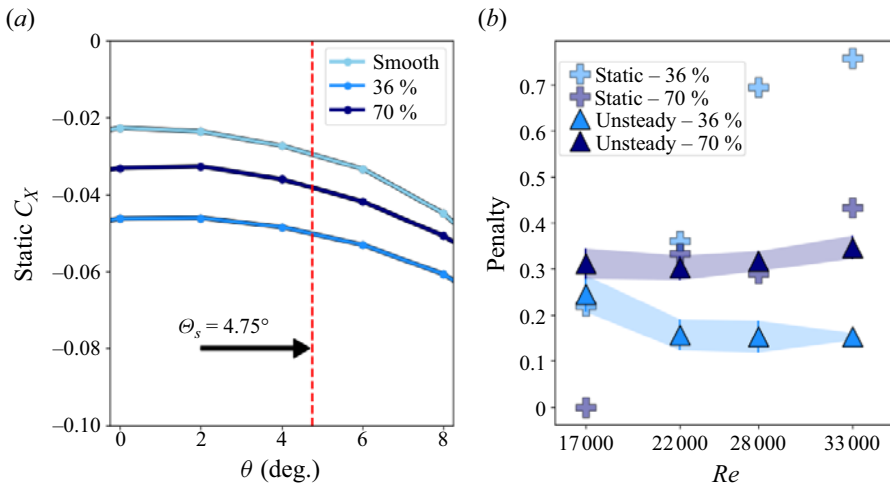 (a)
0
–0.02
–0.04
–0.06
–0.08
–0.10
Static C_X
Smooth
36 %
70 %
Θ_s = 4.75°
0 2 4 6 8
θ (deg.)
(b)
0.7
0.6
0.5
0.4
0.3
0.2
0.1
0
Penalty
Static – 36 %
Static – 70 %
Unsteady – 36 %
Unsteady – 70 %
17 000 22 000 28 000 33 000
Re